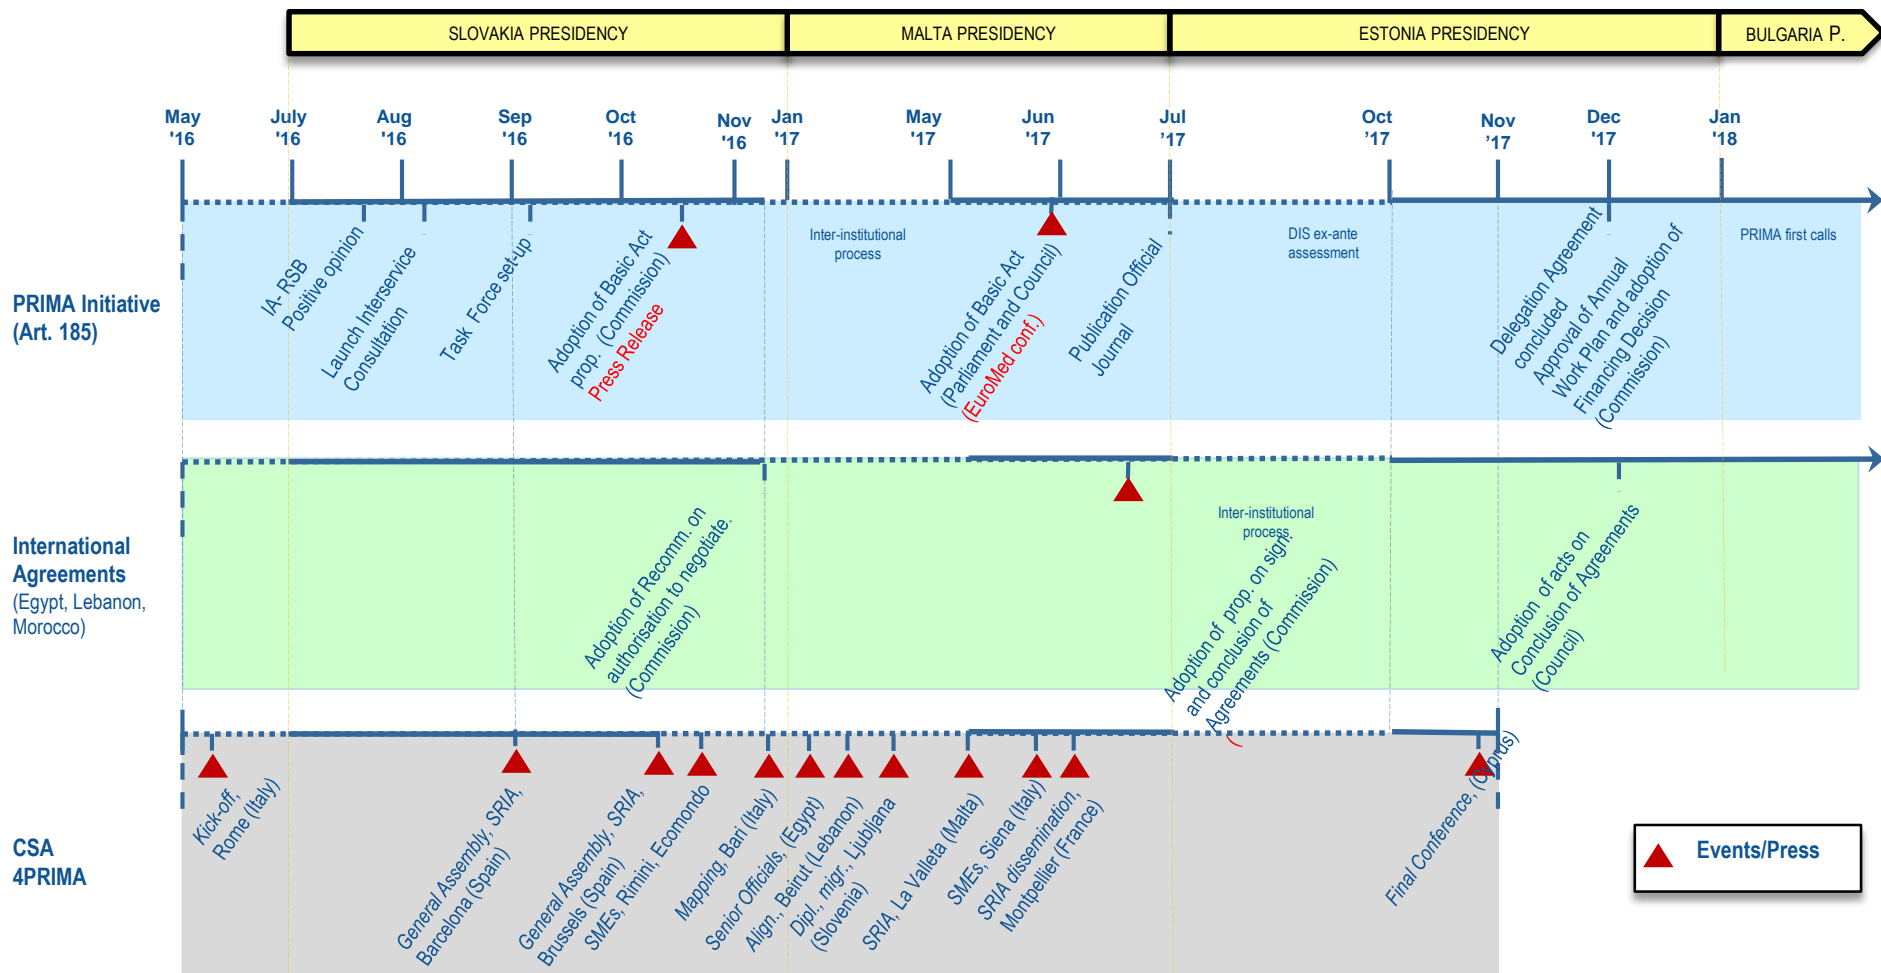 SLOVAKIA PRESIDENCY
MALTA PRESIDENCY
ESTONIA PRESIDENCY
BULGARIA P.
May
'16
July
'16
Aug
'16
Sep
'16
Oct
'16
Nov
'16
Jan
'17
May
'17
Jun
'17
Jul
’17
Oct
’17
Nov
’17
Dec
'17
Jan
'18
PRIMA Initiative
(Art. 185)
IA- RSB
Positive opinion
Launch Interservice
Consultation
Task Force set-up
Adoption of Basic Act
prop. (Commission)
Press Release
Inter-institutional
process
Adoption of Basic Act
(Parliament and Council)
(EuroMed conf.)
Publication Official
Journal
DIS ex-ante
assessment
Delegation Agreement
concluded
Approval of Annual
Work Plan and adoption of
Financing Decision
(Commission)
PRIMA first calls
International
Agreements
(Egypt, Lebanon,
Morocco)
Adoption of Recomm. on
authorisation to negotiate.
(Commission)
Inter-institutional
process
Adoption of prop. on sign.
and conclusion of
Agreements (Commission)
(
Adoption of acts on
Conclusion of Agreements
(Council)
CSA
4PRIMA
Kick-off,
Rome (Italy)
General Assembly, SRIA,
Barcelona (Spain)
General Assembly, SRIA,
Brussels (Spain)
SMEs, Rimini, Ecomondo
Mapping, Bari (Italy)
Senior Officials, (Egypt)
Align., Beirut (Lebanon)
Dipl., migr., Ljubljana
(Slovenia)
SRIA, La Valleta (Malta)
SMEs, Siena (Italy)
SRIA dissemination,
Montpellier (France)
Final Conference, (Cyprus)
Events/Press